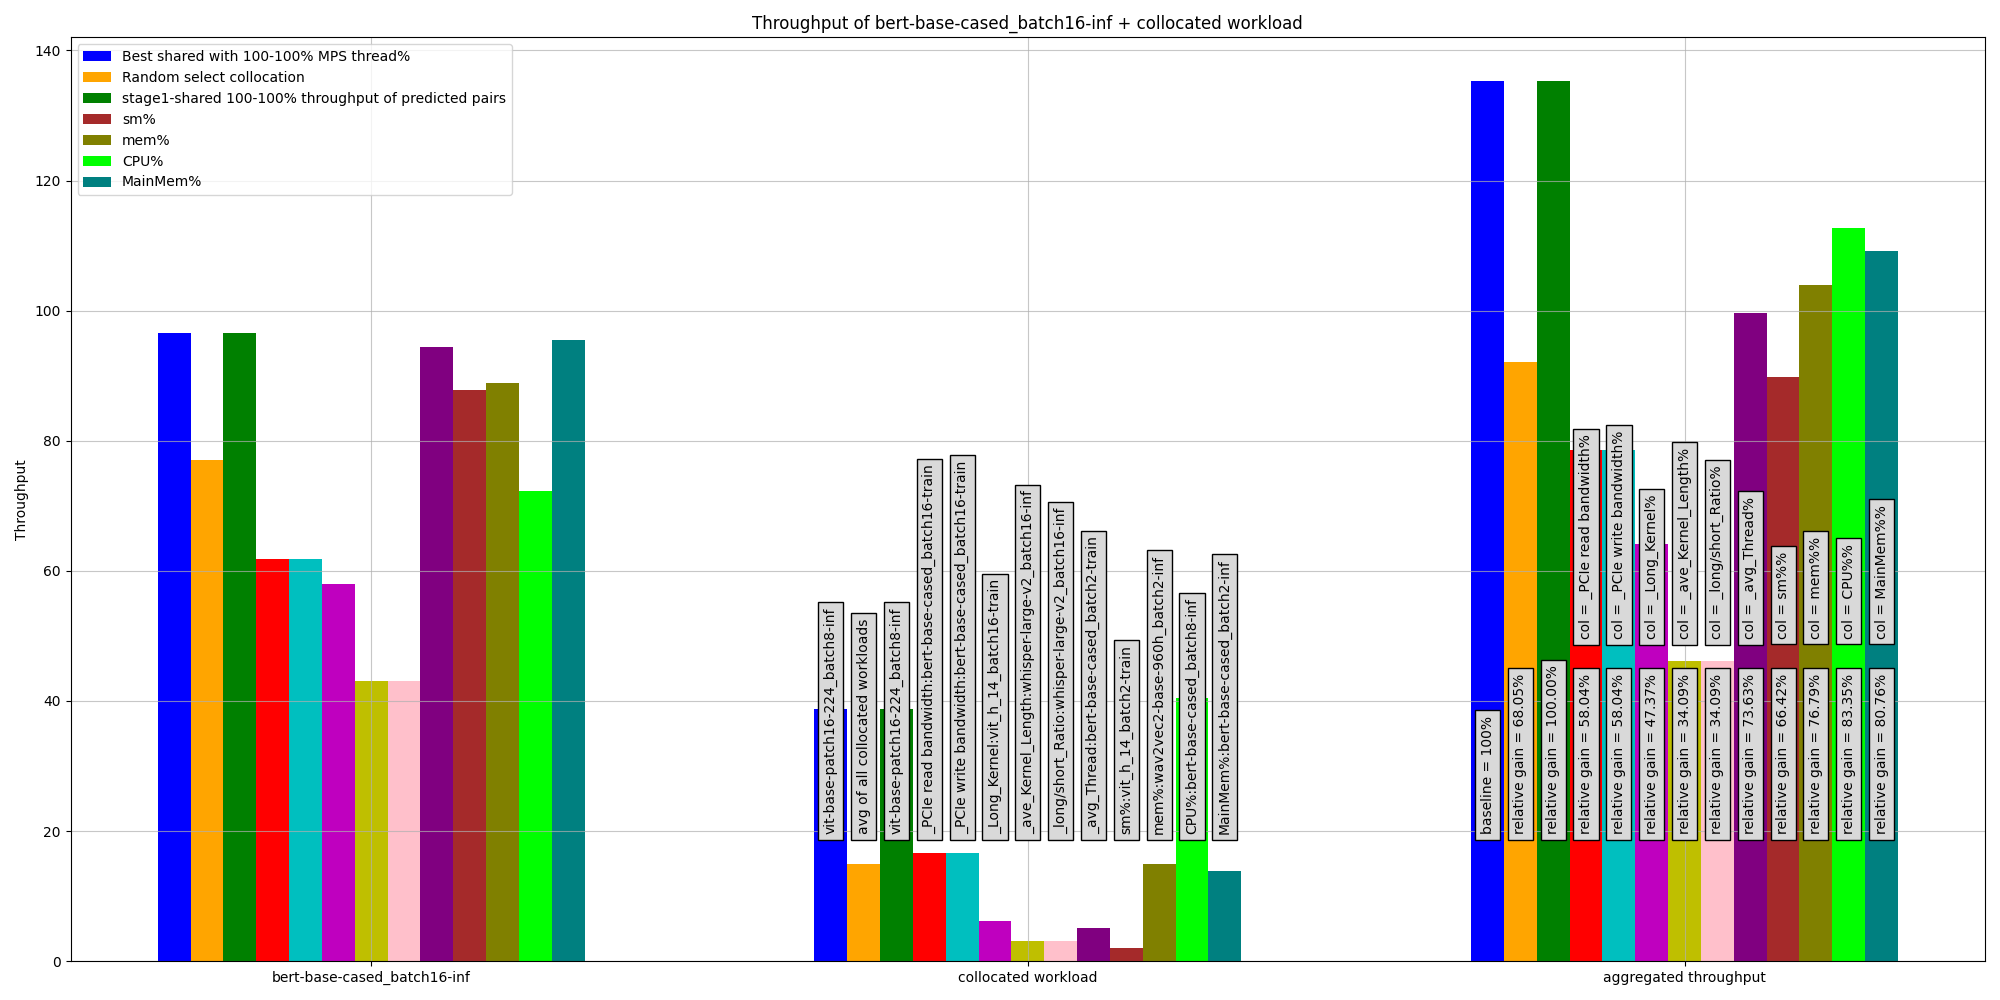 Throughput of bert-base-cased_batch16-inf + collocated workload
Best shared with 100-100% MPS thread%
Random select collocation
stage1-shared 100-100% throughput of predicted pairs
sm%
mem%
CPU%
MainMem%
Throughput
140
120
100
80
60
40
20
0
vit-base-patch16-224_batch8-inf
avg of all collocated workloads
vit-base-patch16-224_batch8-inf
_PCIe read bandwidth:bert-base-cased_batch16-train
_PCIe write bandwidth:bert-base-cased_batch16-train
_Long_Kernel:vit_h_14_batch16-train
_ave_Kernel_Length:whisper-large-v2_batch16-inf
_long/short_Ratio:whisper-large-v2_batch16-inf
_avg_Thread:bert-base-cased_batch2-train
sm%:vit_h_14_batch2-train
mem%:wav2vec2-base-960h_batch2-inf
CPU%:bert-base-cased_batch8-inf
MainMem%:bert-base-cased_batch2-inf
col = _PCIe read bandwidth%
col = _PCIe write bandwidth%
col = _Long_Kernel%
col = _ave_Kernel_Length%
col = _long/short_Ratio%
col = _avg_Thread%
col = sm%%
col = mem%%
col = CPU%%
col = MainMem%%
baseline = 100%
relative gain = 68.05%
relative gain = 100.00%
relative gain = 58.04%
relative gain = 58.04%
relative gain = 47.37%
relative gain = 34.09%
relative gain = 34.09%
relative gain = 73.63%
relative gain = 66.42%
relative gain = 76.79%
relative gain = 83.35%
relative gain = 80.76%
bert-base-cased_batch16-inf
collocated workload
aggregated throughput